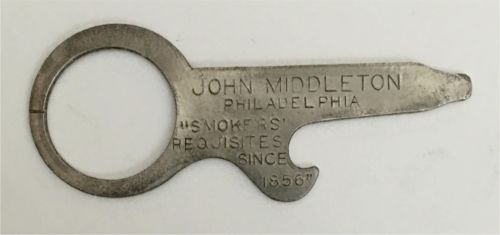 JOHN MIDDLETON
PHILADELPHIA
"SMOKERS'
REQUISITES
SINCE
1856"